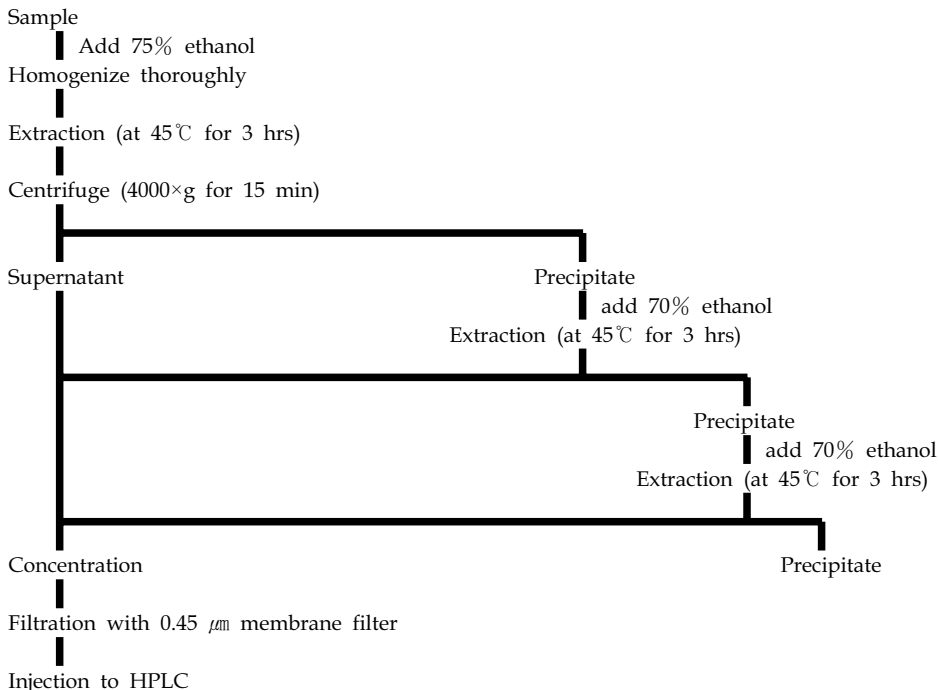 Sample
Add 75% ethanol
Homogenize thoroughly
Extraction (at 45℃ for 3 hrs)
Centrifuge (4000×g for 15 min)
Supernatant
Precipitate
add 70% ethanol
Extraction (at 45℃ for 3 hrs)
Precipitate
add 70% ethanol
Extraction (at 45℃ for 3 hrs)
Concentration
Precipitate
Filtration with 0.45 ㎛ membrane filter
Injection to HPLC